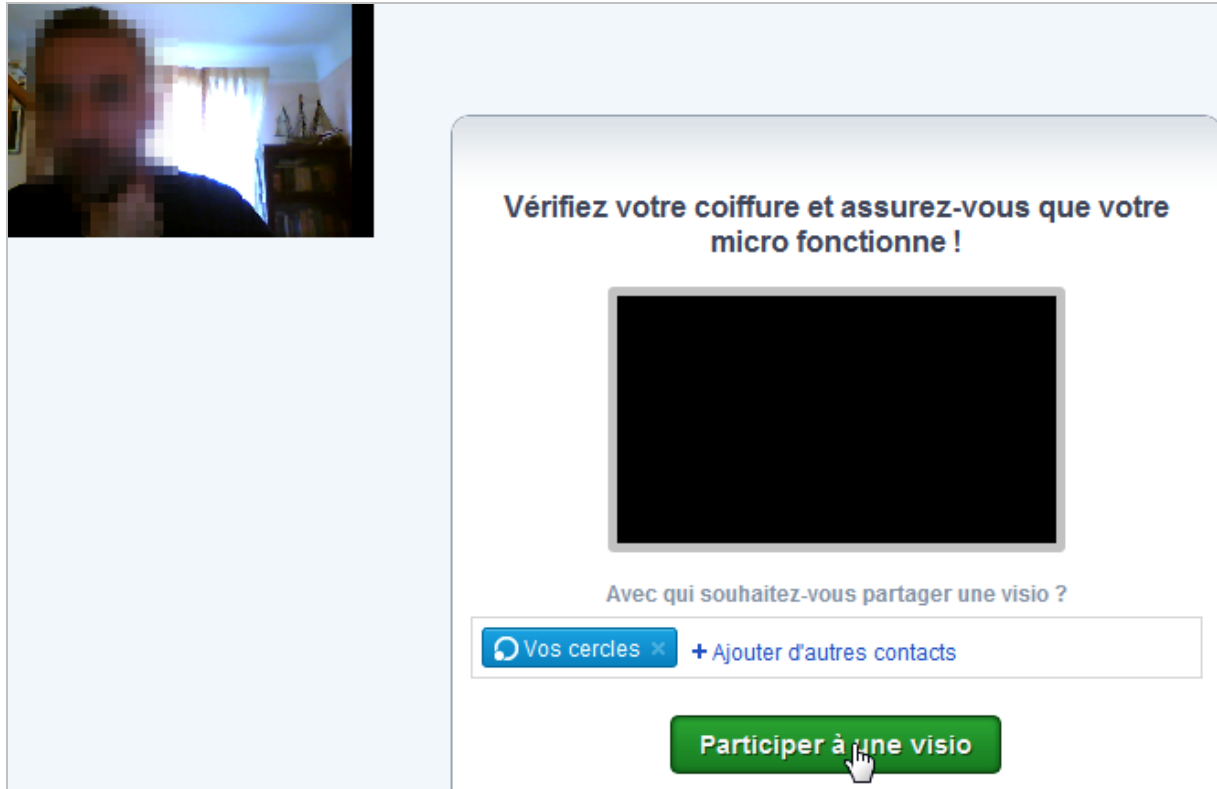 Vérifiez votre coiffure et assurez-vous que votre
micro fonctionne !
Avec qui souhaitez-vous partager une visio ?
Vos cercles × + Ajouter d'autres contacts
Participer à une visio